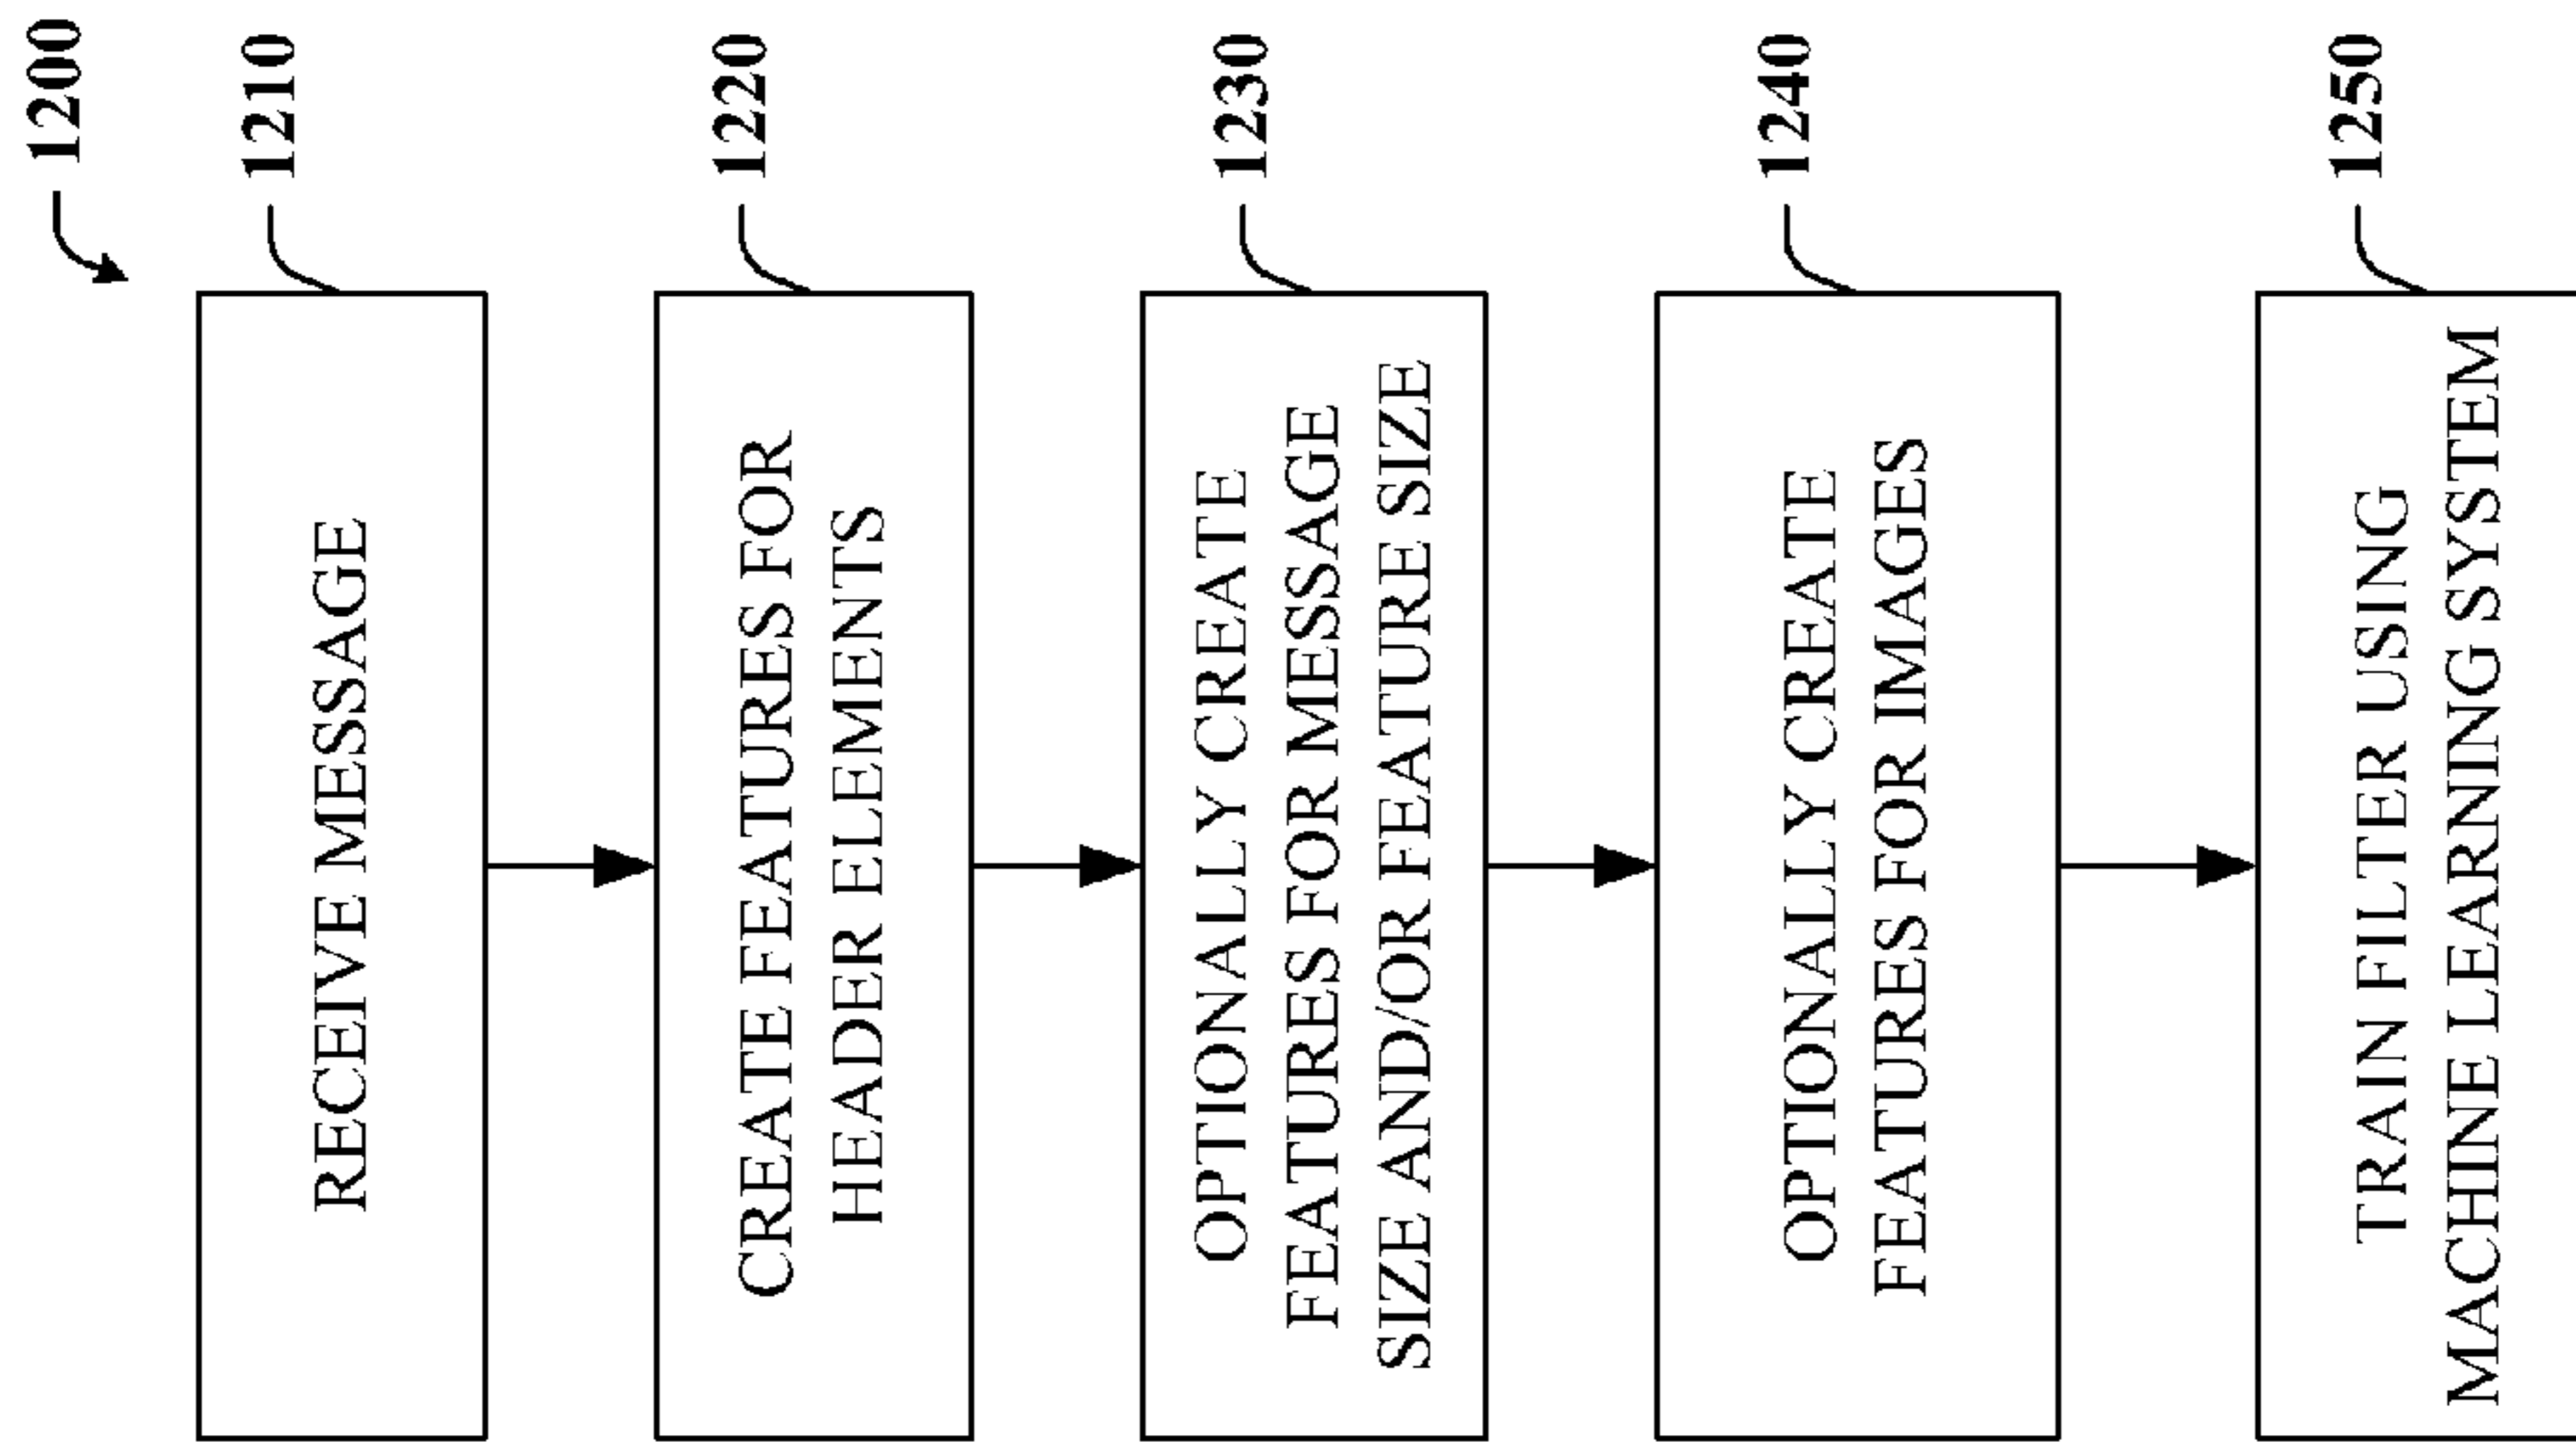 1200
1210
RECEIVE MESSAGE
1220
CREATE FEATURES FOR
HEADER ELEMENTS
1230
OPTIONALLY CREATE
FEATURES FOR MESSAGE
SIZE AND/OR FEATURE SIZE
1240
OPTIONALLY CREATE
FEATURES FOR IMAGES
1250
TRAIN FILTER USING
MACHINE LEARNING SYSTEM